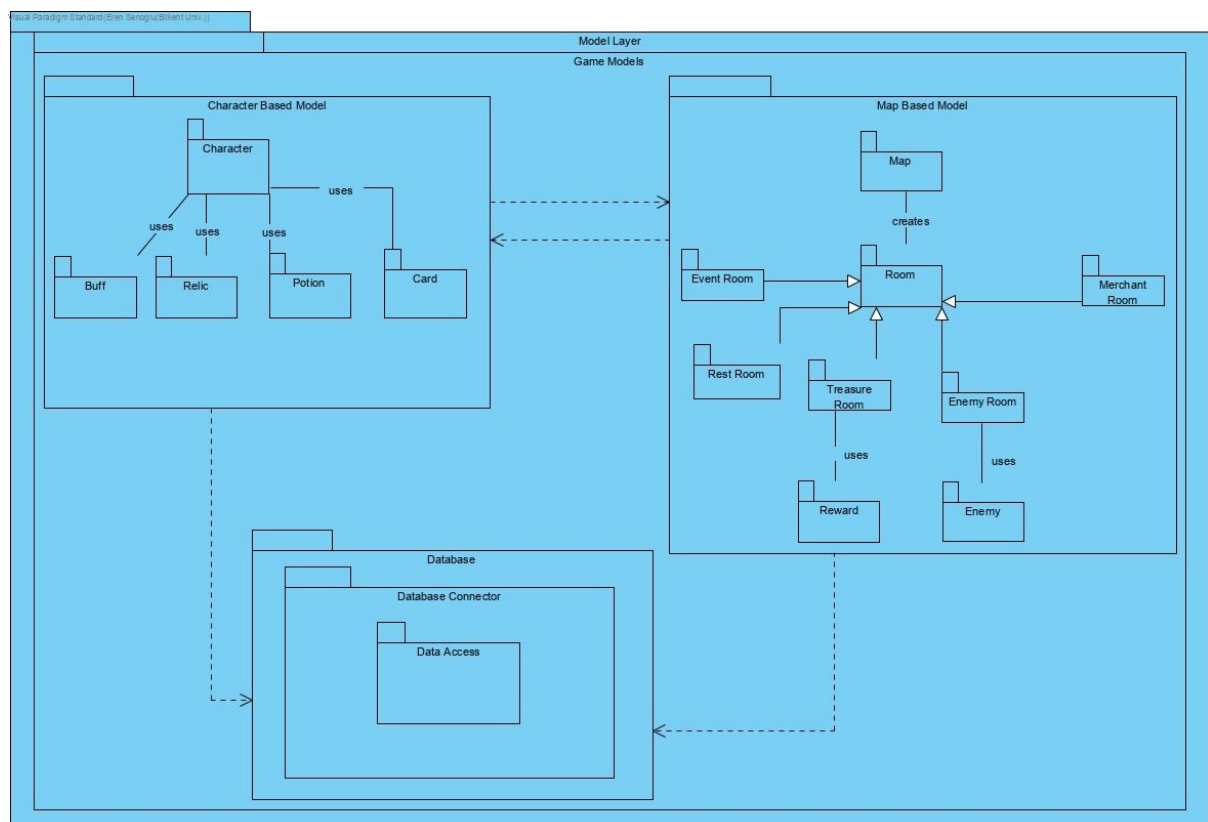 Visual Paradigm Standard(Eren Senoglu(Bilkent Univ.))
Model Layer
Game Models
Character Based Model
Character
uses
uses
uses
uses
Buff
Relic
Potion
Card
Map Based Model
Map
creates
Event Room
Room
Merchant
Room
Rest Room
Treasure
Room
Enemy Room
uses
uses
Reward
Enemy
Database
Database Connector
Data Access